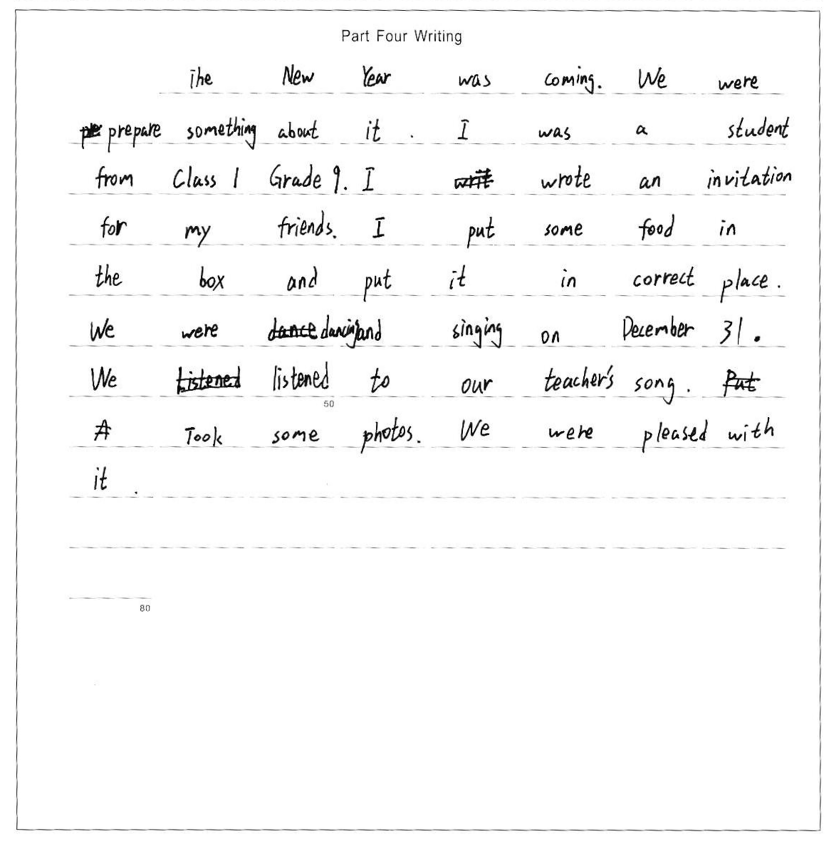 Part Four Writing
The New Year was coming. We were
prepare something about it . I was a student
from Class 1 Grade 9. I wrote an invitation
for my friends. I put some food in
the box and put it in correct place.
We were dancing and singing on December 31.
We listened to our teacher's song.
50
Took some photos. We were pleased with
it .
80